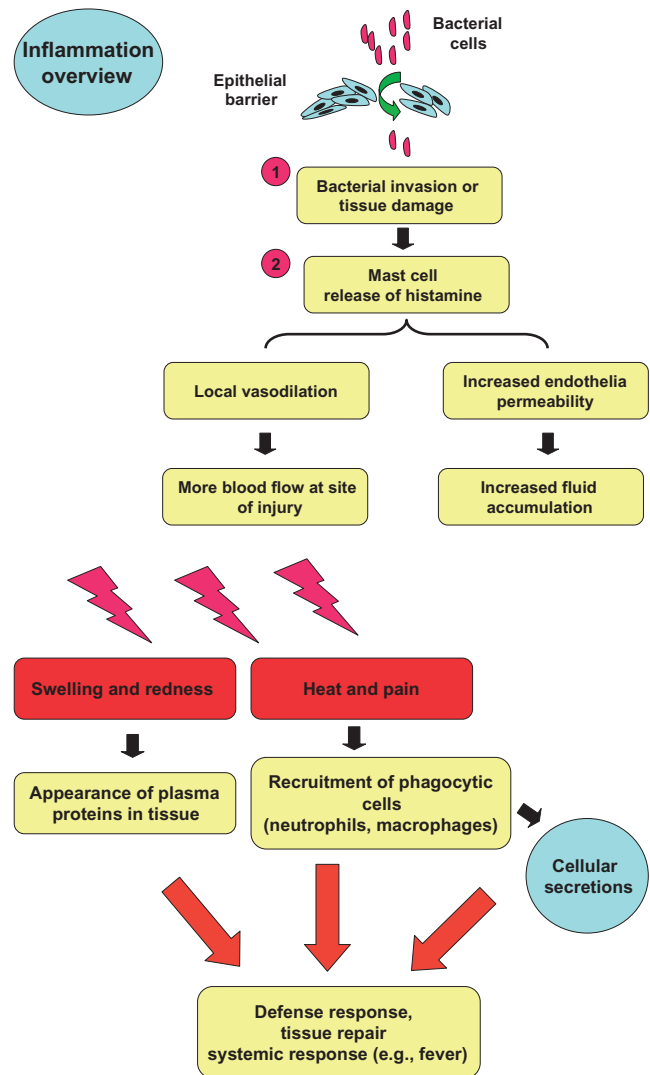 Inflammation
overview
Bacterial
cells
Epithelial
barrier
1
Bacterial invasion or
tissue damage
2
Mast cell
release of histamine
Local vasodilation
Increased endothelia
permeability
More blood flow at site
of injury
Increased fluid
accumulation
Swelling and redness
Heat and pain
Appearance of plasma
proteins in tissue
Recruitment of phagocytic
cells
(neutrophils, macrophages)
Cellular
secretions
Defense response,
tissue repair
systemic response (e.g., fever)